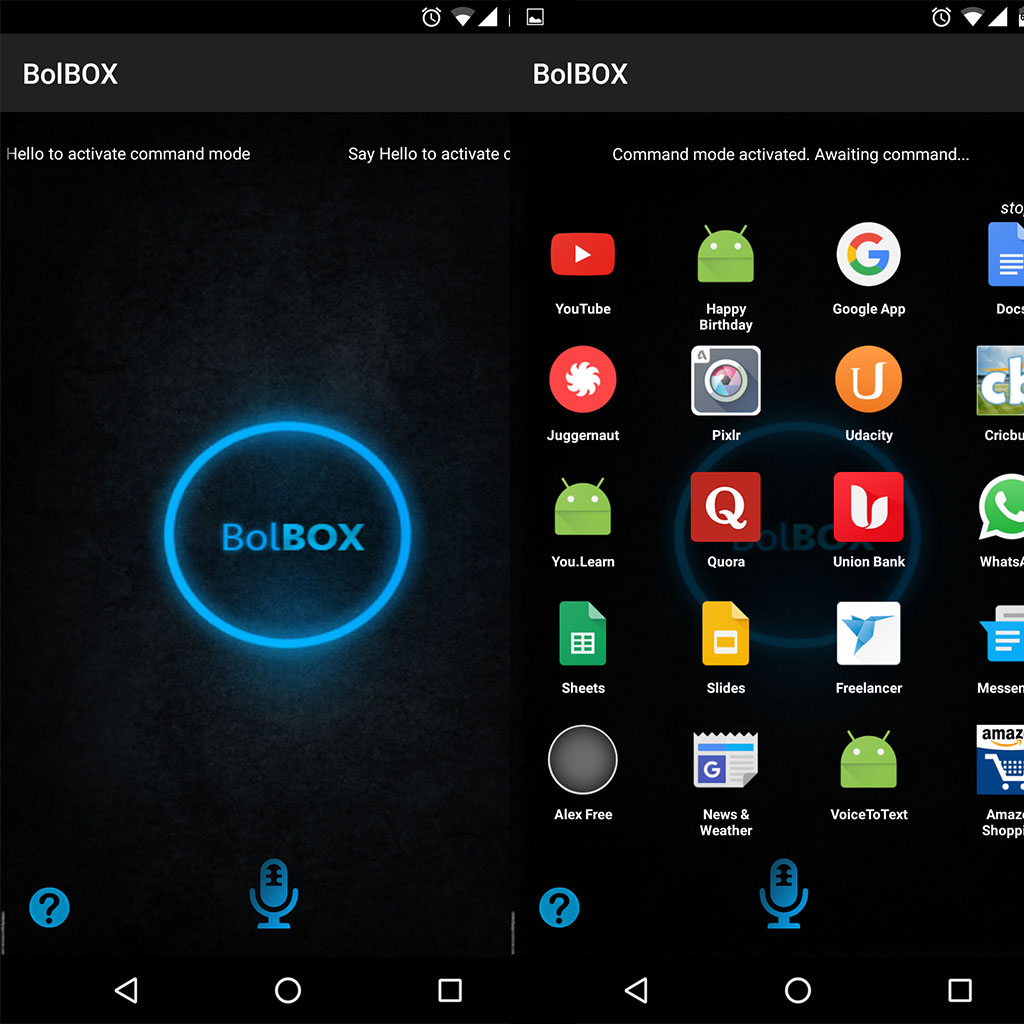 BolBOX
Hello to activate command mode
Say Hello to activate
BolBOX
BolBOX
Command mode activated. Awaiting command...
YouTube
Happy
Birthday
Google App
Docs
Juggernaut
A
Pixlr
U
Udacity
cb
Cricbu
You.Learn
Q
Quora
Union Bank
WhatsA
BolBOX
Sheets
Slides
Freelancer
Messen
Alex Free
G
News &
Weather
VoiceToText
amaz
Amaz
Shoppi